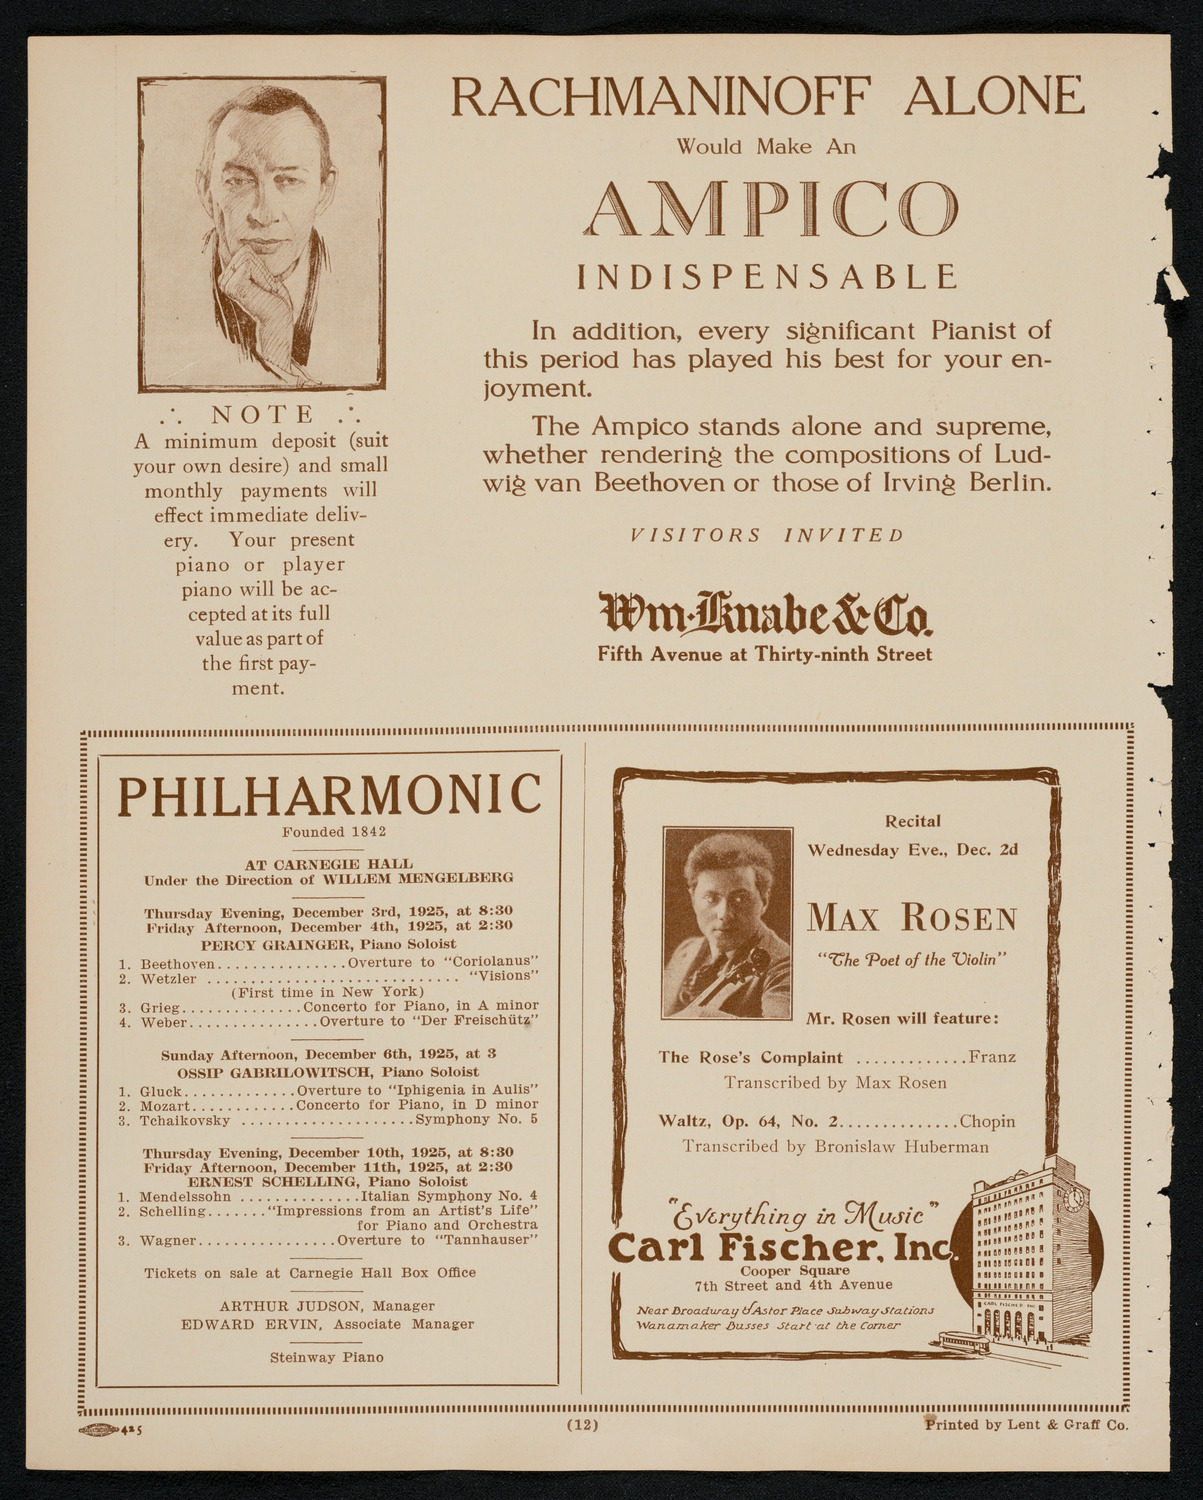 RACHMANINOFF ALONE
Would Make An
AMPICO
INDISPENSABLE
In addition, every significant Pianist of
this period has played his best for your en-
joyment.
The Ampico stands alone and supreme,
whether rendering the compositions of Lud-
wig van Beethoven or those of Irving Berlin.
VISITORS INVITED
Wm. Knabe & Co.
Fifth Avenue at Thirty-ninth Street
∴ NOTE ∴
A minimum deposit (suit
your own desire) and small
monthly payments will
effect immediate deliv-
ery. Your present
piano or player
piano will be ac-
cepted at its full
value as part of
the first pay-
ment.
PHILHARMONIC
Founded 1842
AT CARNEGIE HALL
Under the Direction of WILLEM MENGELBERG
Thursday Evening, December 3rd, 1925, at 8:30
Friday Afternoon, December 4th, 1925, at 2:30
PERCY GRAINGER, Piano Soloist
1. Beethoven...............Overture to "Coriolanus"
2. Wetzler ............................ "Visions"
(First time in New York)
3. Grieg..............Concerto for Piano, in A minor
4. Weber...............Overture to "Der Freischütz"
Sunday Afternoon, December 6th, 1925, at 3
OSSIP GABRILOWITSCH, Piano Soloist
1. Gluck.............Overture to "Iphigenia in Aulis"
2. Mozart............Concerto for Piano, in D minor
3. Tchaikovsky ....................Symphony No. 5
Thursday Evening, December 10th, 1925, at 8:30
Friday Afternoon, December 11th, 1925, at 2:30
ERNEST SCHELLING, Piano Soloist
1. Mendelssohn ..............Italian Symphony No. 4
2. Schelling......."Impressions from an Artist's Life"
for Piano and Orchestra
3. Wagner................Overture to "Tannhauser"
Tickets on sale at Carnegie Hall Box Office
ARTHUR JUDSON, Manager
EDWARD ERVIN, Associate Manager
Steinway Piano
Recital
Wednesday Eve., Dec. 2d
MAX ROSEN
"The Poet of the Violin"
Mr. Rosen will feature:
The Rose's Complaint .............Franz
Transcribed by Max Rosen
Waltz, Op. 64, No. 2..............Chopin
Transcribed by Bronislaw Huberman
"Everything in Music"
Carl Fischer, Inc.
Cooper Square
7th Street and 4th Avenue
Near Broadway & Astor Place Subway Stations
Wanamaker Busses Start at the Corner
CARL FISCHER INC
425
(12)
Printed by Lent & Graff Co.